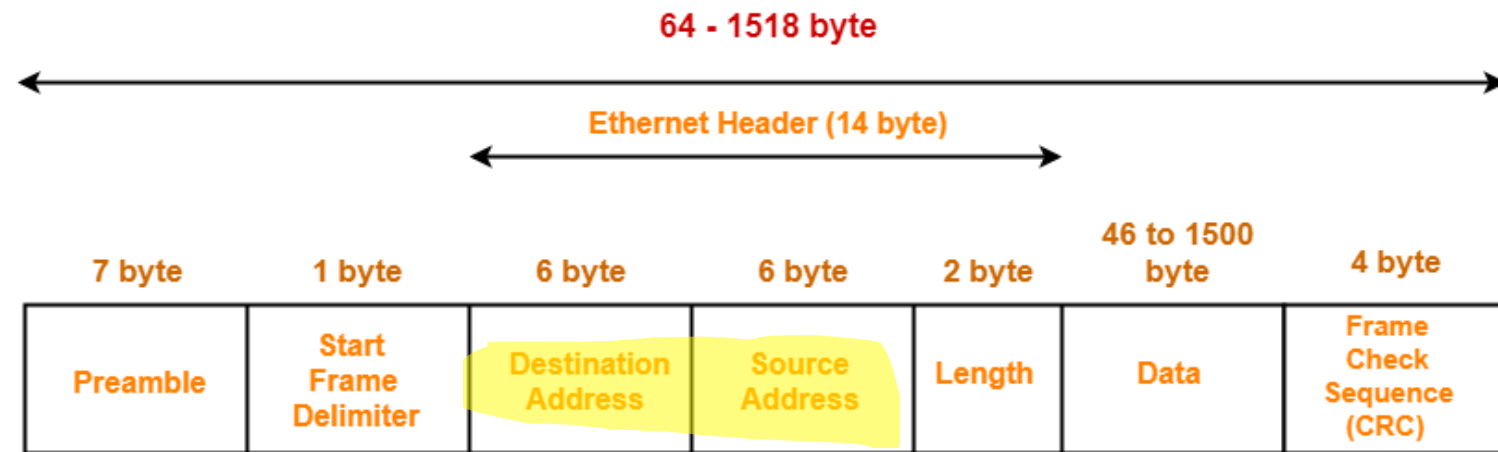 64 - 1518 byte
Ethernet Header (14 byte)
46 to 1500
7 byte 1 byte 6 byte 6 byte 2 byte byte 4 byte
Preamble
Start
Frame
Delimiter
Destination
Address
Source
Address
Length
Data
Frame
Check
Sequence
(CRC)